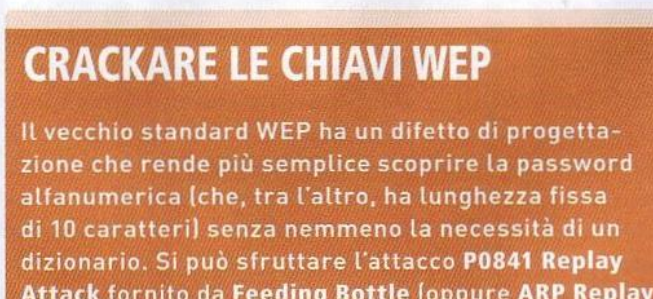 CRACKARE LE CHIAVI WEP
Il vecchio standard WEP ha un difetto di progetta-
zione che rende più semplice scoprire la password
alfanumerica (che, tra l'altro, ha lunghezza fissa
di 10 caratteri) senza nemmeno la necessità di un
dizionario. Si può sfruttare l'attacco P0841 Replay
Attack fornito da Feeding Bottle (oppure ARP Replay